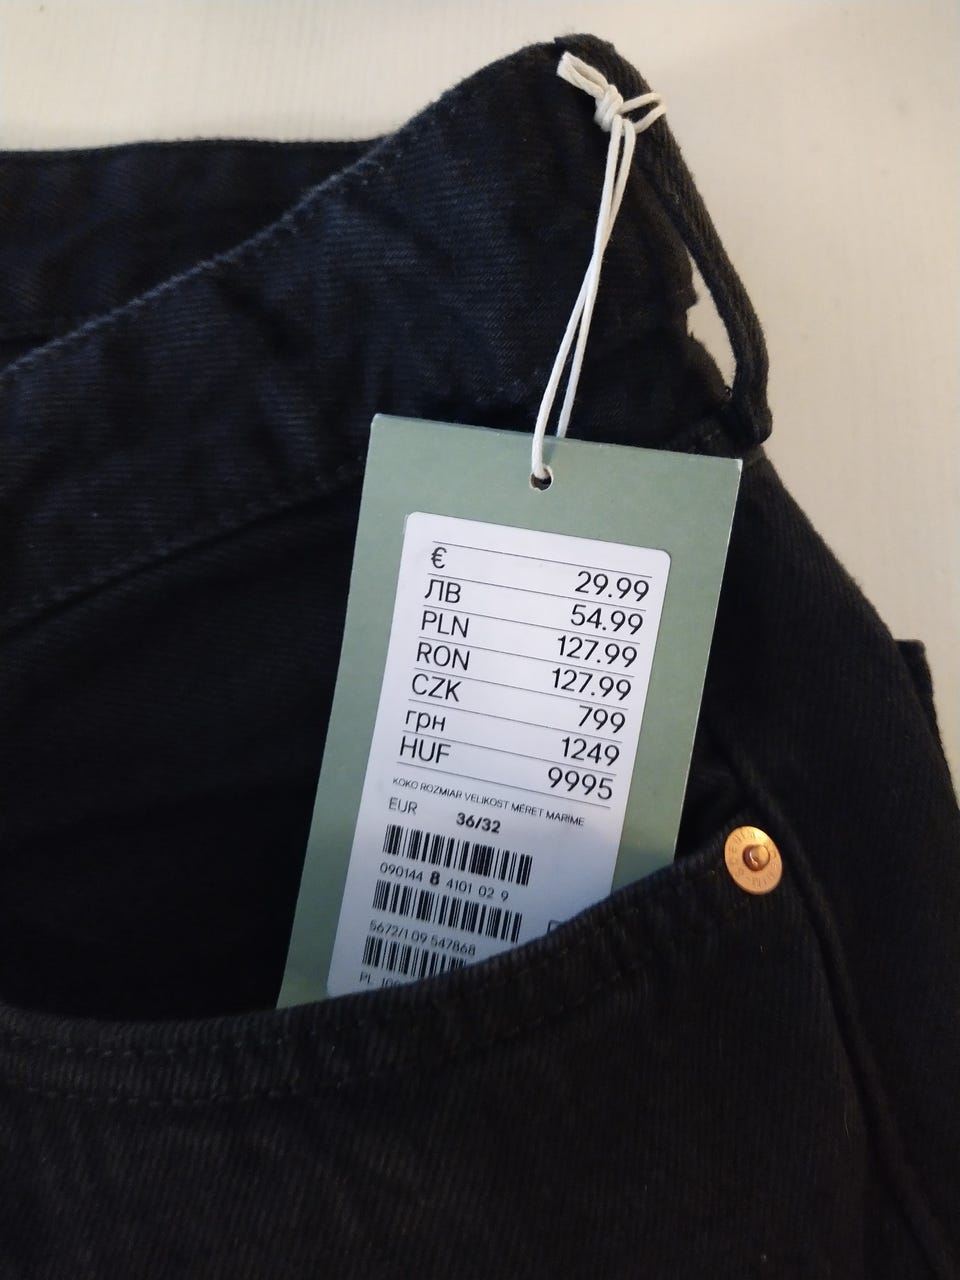 € 29.99
ЛВ 54.99
PLN 127.99
RON 127.99
CZK 799
грн 1249
HUF 9995
KOKO ROZMIAR VELIKOST MÉRET MARIME
EUR 36/32
090144 8 4101 02 9
5672/1 09 547868
PL